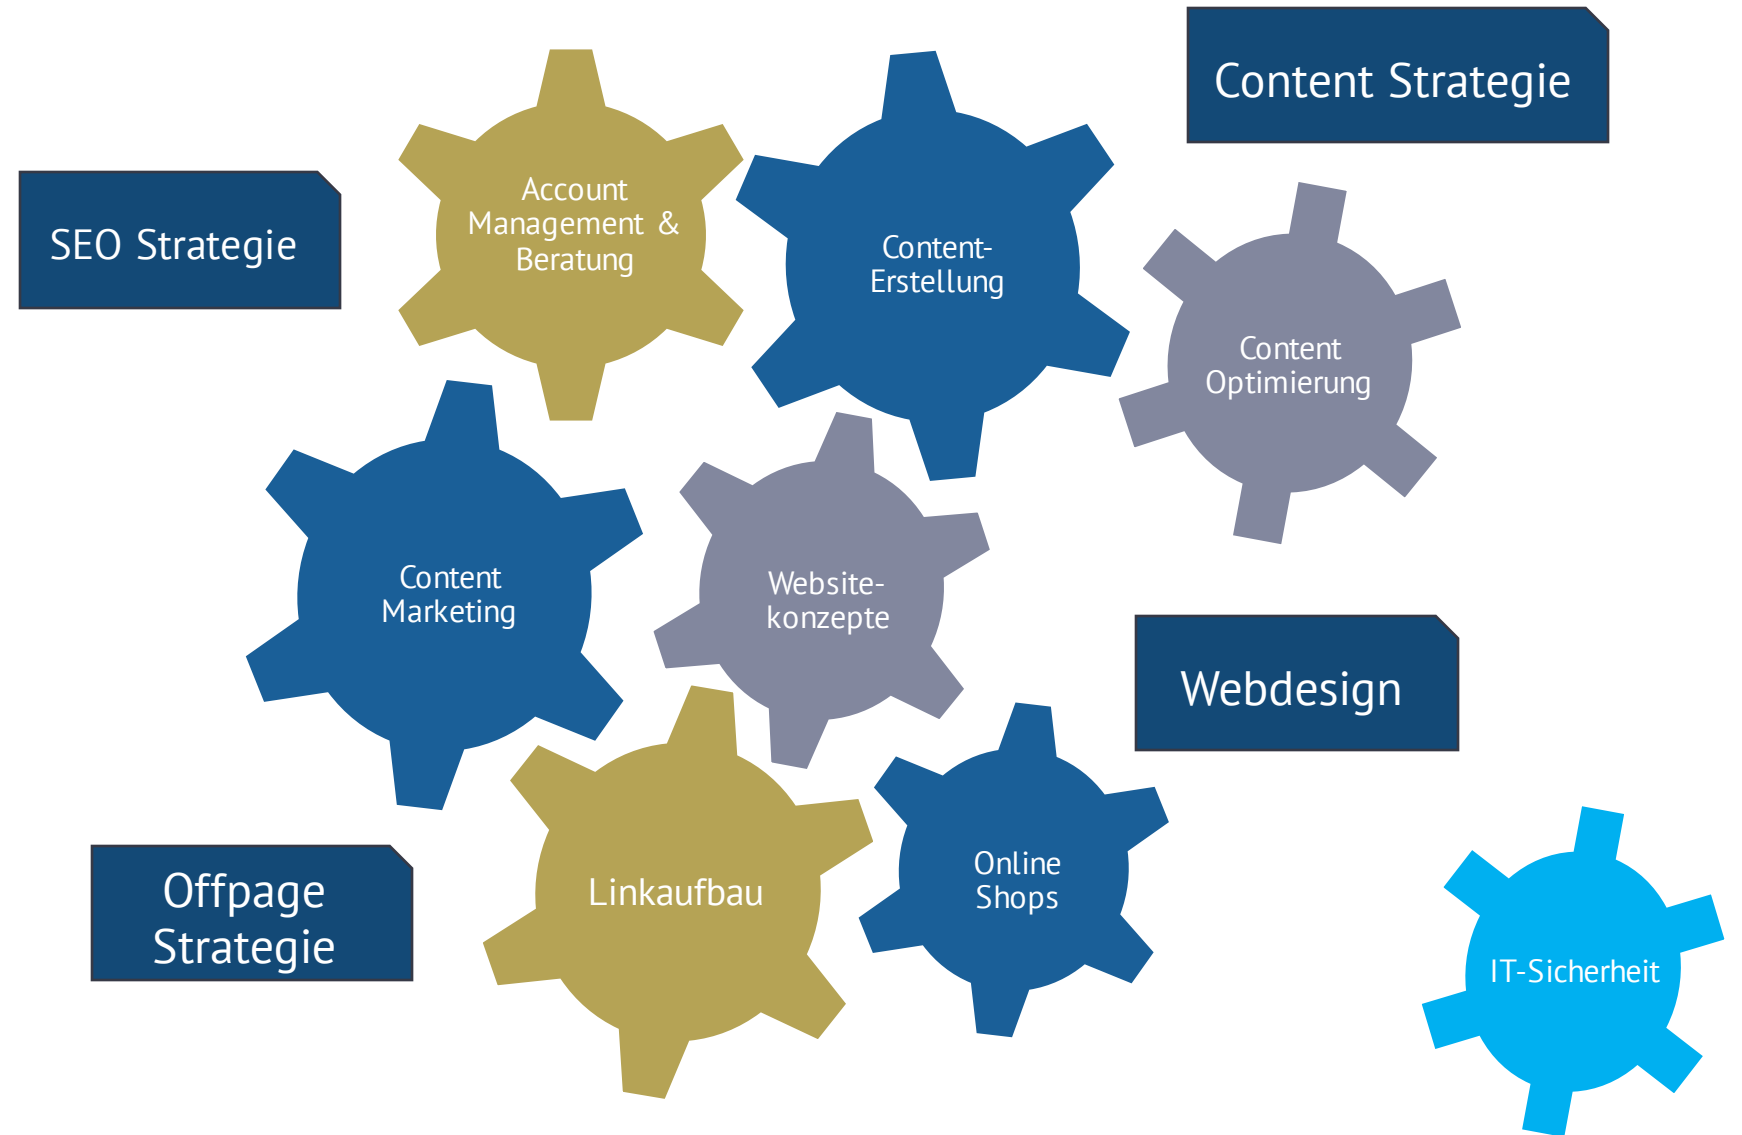 Content Strategie
SEO Strategie
Account
Management &
Beratung
Content-
Erstellung
Content
Optimierung
Content
Marketing
Website-
konzepte
Webdesign
Offpage
Strategie
Linkaufbau
Online
Shops
IT-Sicherheit